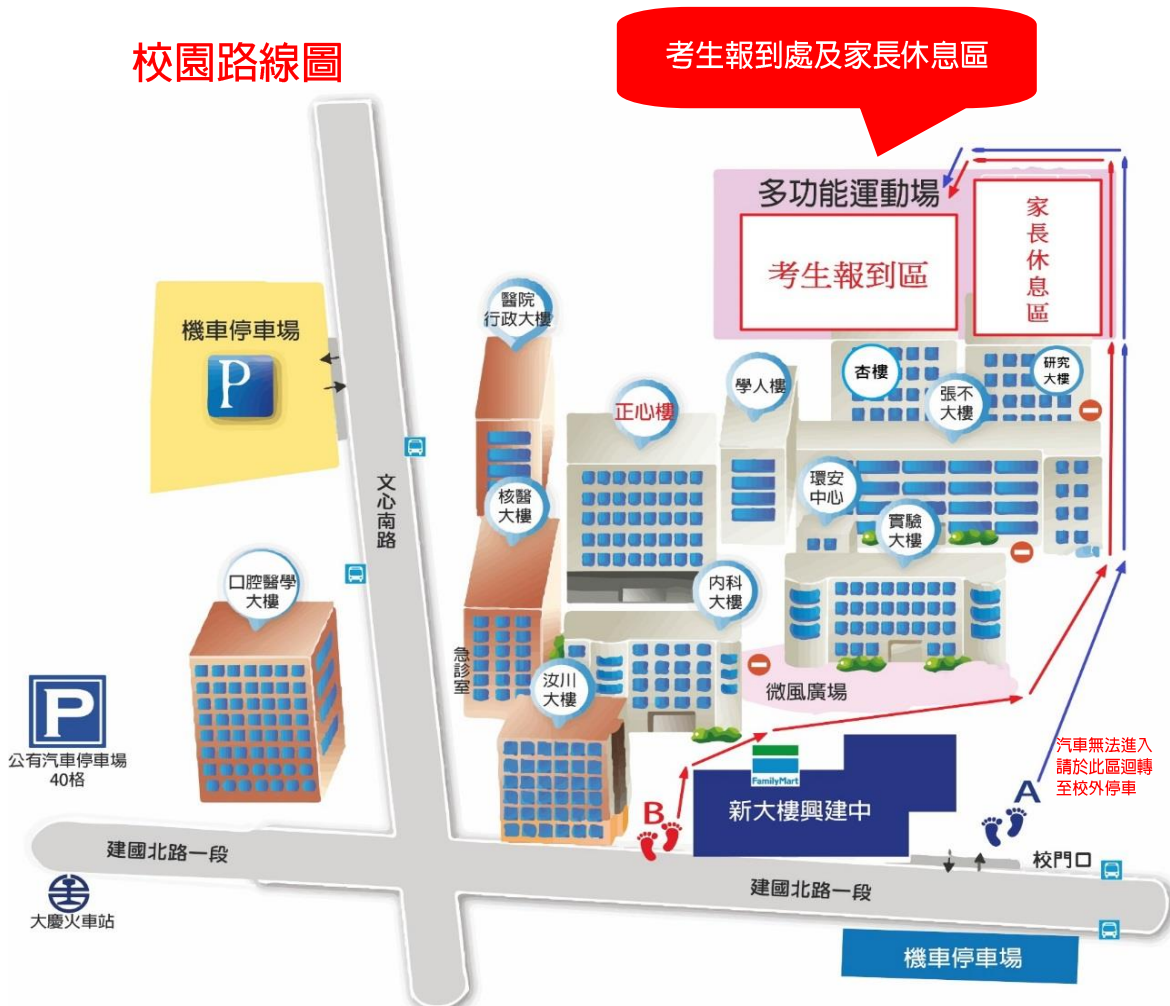 校園路線圖
考生報到處及家長休息區
多功能運動場
考生報到區
家長休息區
醫院
行政大樓
機車停車場
P
杏樓
研究
大樓
學人樓
張不
大樓
正心樓
文心南路
核醫
大樓
環安
中心
實驗
大樓
口腔醫學
大樓
內科
大樓
急診室
汝川
大樓
微風廣場
P
公有汽車停車場
40格
汽車無法進入
請於此區迴轉
至校外停車
FamilyMart
A
B
新大樓興建中
建國北路一段
校門口
建國北路一段
大慶火車站
機車停車場